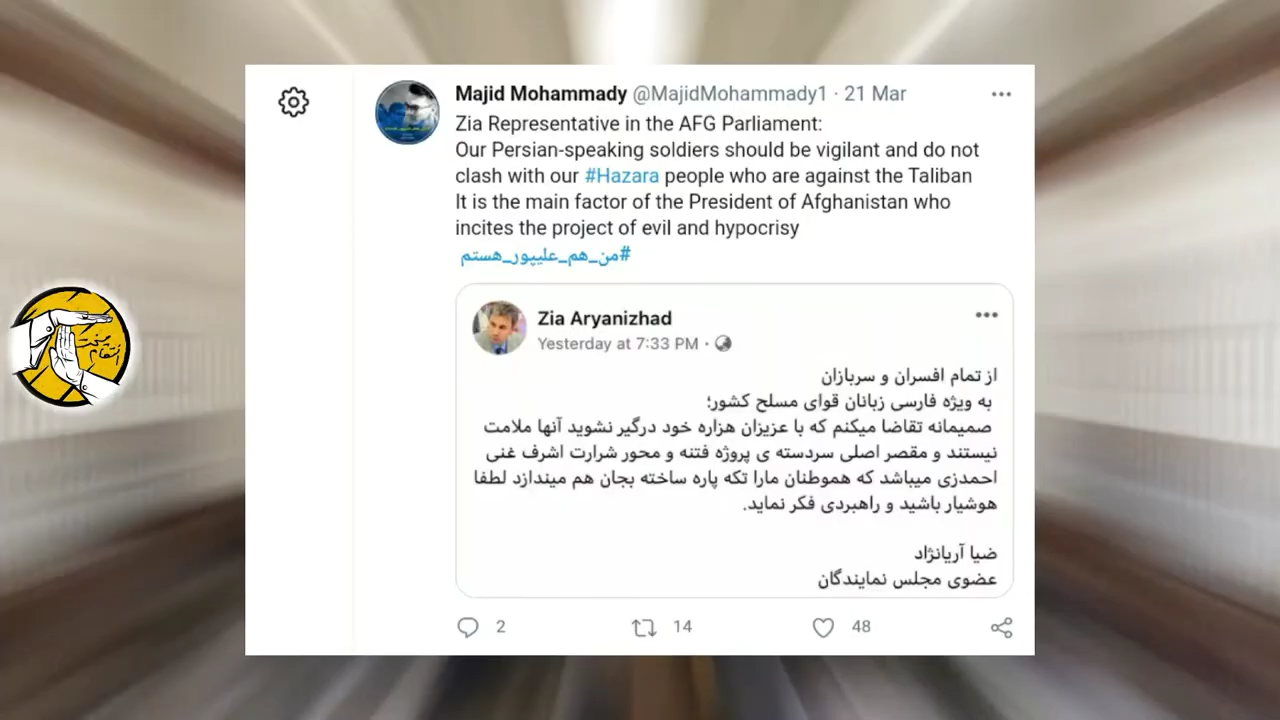 Majid Mohammady @MajidMohammady1 · 21 Mar
Zia Representative in the AFG Parliament:
Our Persian-speaking soldiers should be vigilant and do not
clash with our #Hazara people who are against the Taliban
It is the main factor of the President of Afghanistan who
incites the project of evil and hypocrisy
#من_هم_علیپور_هستم
Zia Aryanizhad
Yesterday at 7:33 PM ·
از تمام افسران و سربازان
به ویژه فارسی زبانان قوای مسلح کشور؛
صمیمانه تقاضا میکنم که با عزیزان هزاره خود درگیر نشوید آنها ملامت
نیستند و مقصر اصلی سردسته ی پروژه فتنه و محور شرارت اشرف غنی
احمدزی میباشد که هموطنان مارا تکه پاره ساخته بجان هم میندازد لطفا
هوشیار باشید و راهبردی فکر نماید.
ضیا آریانژاد
عضوی مجلس نمایندگان
2 14 48